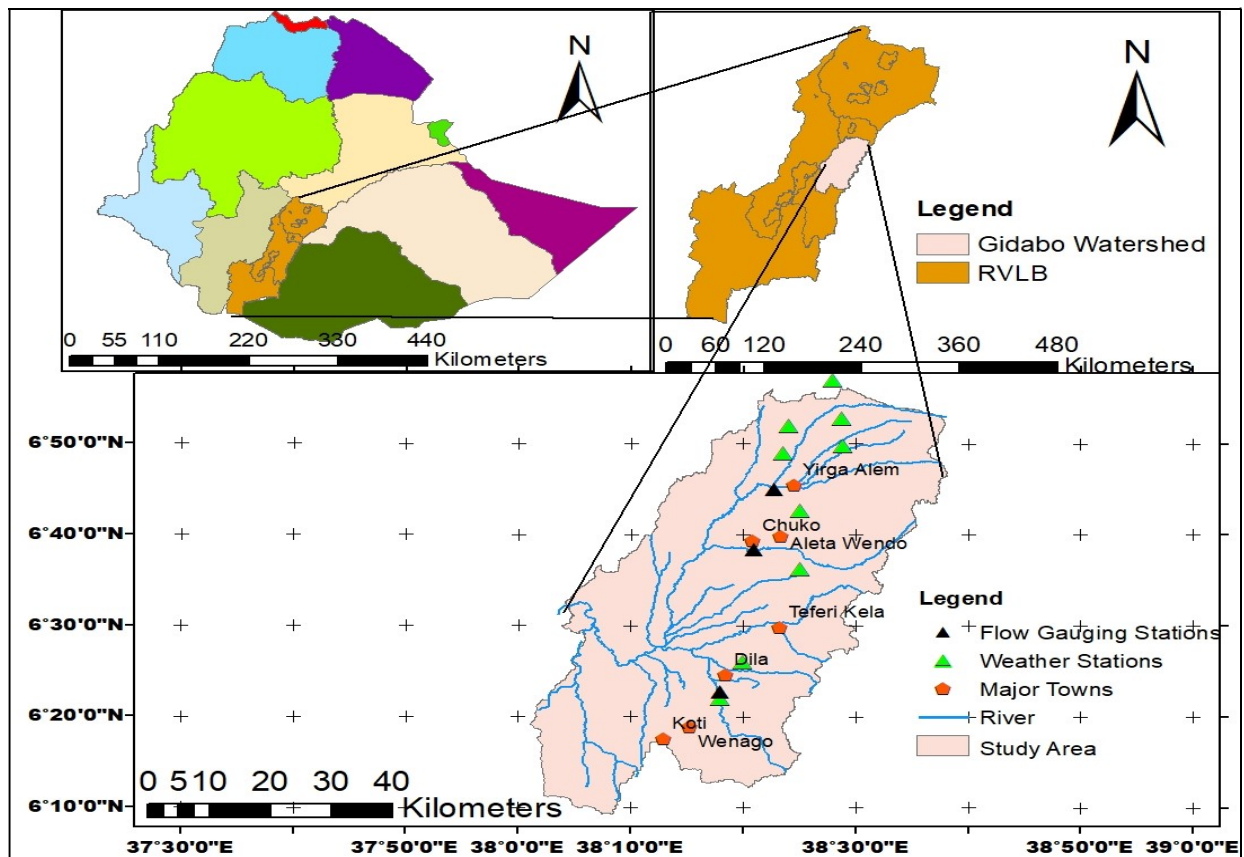 N
0 55 110 220 330 440
Kilometers
N
Legend
Gidabo Watershed
RVLB
0 60 120 240 360 480
Kilometers
6°50'0"N
6°40'0"N
6°30'0"N
6°20'0"N
6°10'0"N
Yirga Alem
Chuko
Aleta Wendo
Teferi Kela
Dila
Koti
Wenago
Legend
Flow Gauging Stations
Weather Stations
Major Towns
River
Study Area
0 5 10 20 30 40
Kilometers
37°30'0"E 37°50'0"E 38°0'0"E 38°10'0"E 38°30'0"E 38°50'0"E 39°0'0"E